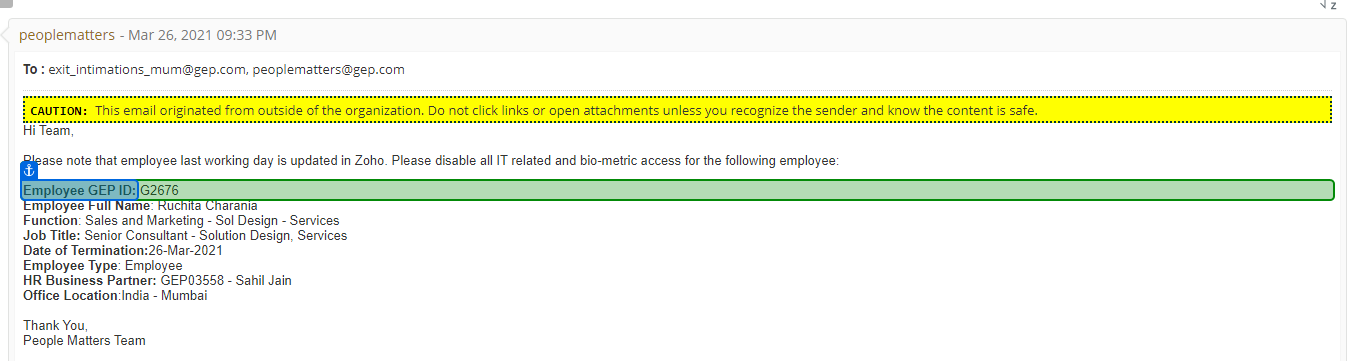 z
peoplematters - Mar 26, 2021 09:33 PM
To : exit_intimations_mum@gep.com, peoplematters@gep.com
CAUTION: This email originated from outside of the organization. Do not click links or open attachments unless you recognize the sender and know the content is safe.
Hi Team,
Please note that employee last working day is updated in Zoho. Please disable all IT related and bio-metric access for the following employee:
Employee GEP ID: G2676
Employee Full Name: Ruchita Charania
Function: Sales and Marketing - Sol Design - Services
Job Title: Senior Consultant - Solution Design, Services
Date of Termination:26-Mar-2021
Employee Type: Employee
HR Business Partner: GEP03558 - Sahil Jain
Office Location:India - Mumbai
Thank You,
People Matters Team